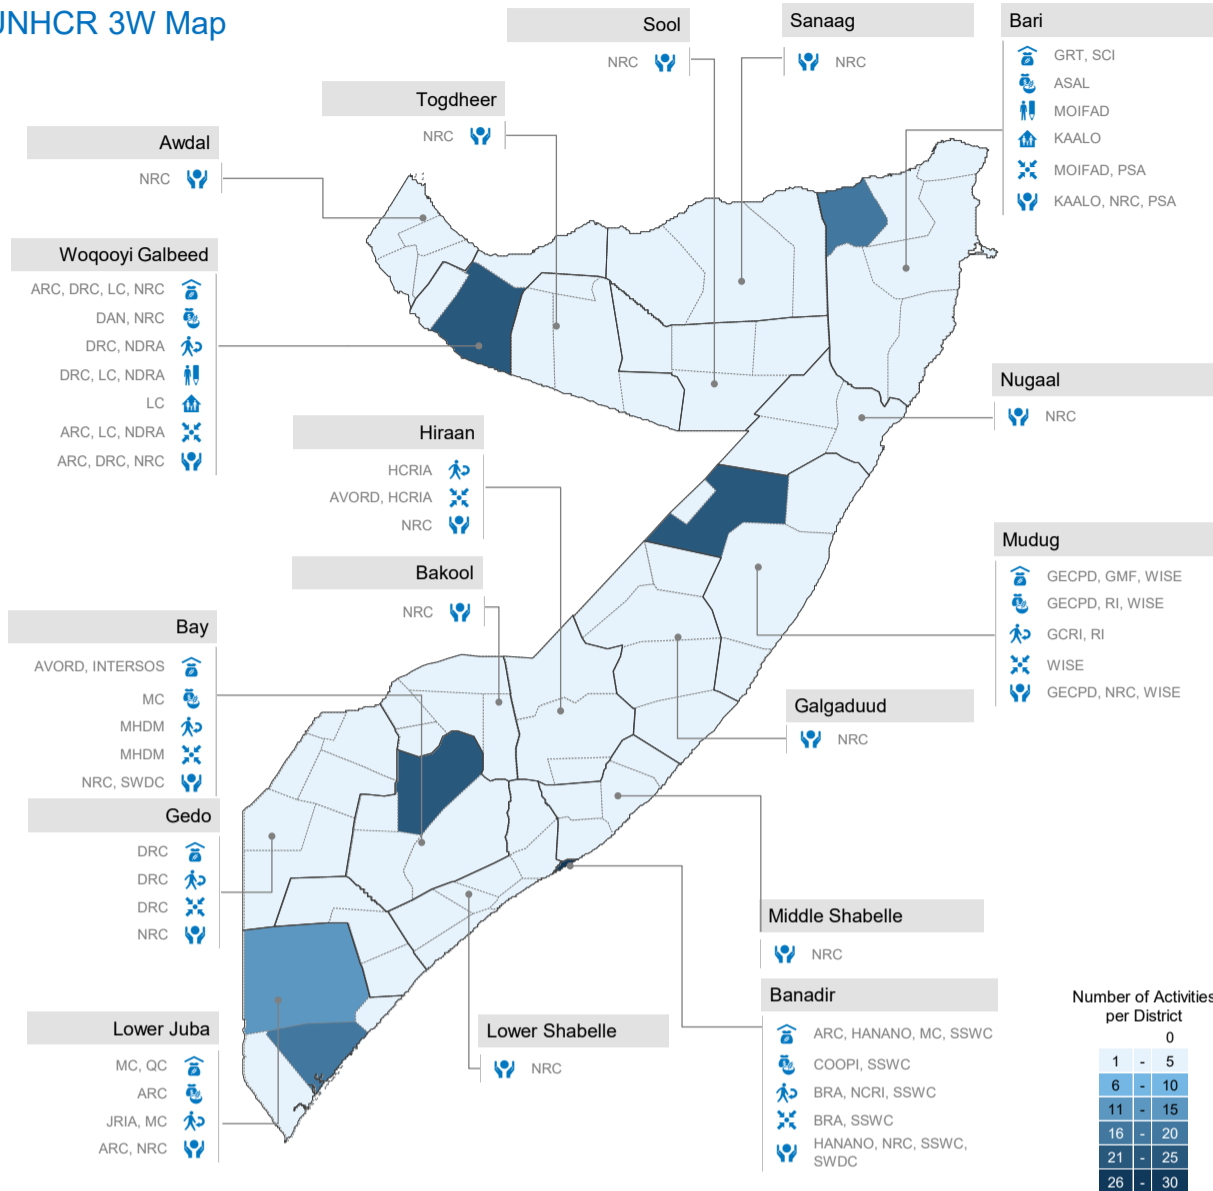 UNHCR 3W Map
Sool
NRC
Sanaag
NRC
Bari
GRT, SCI
ASAL
MOIFAD
KAALO
MOIFAD, PSA
KAALO, NRC, PSA
Togdheer
NRC
Awdal
NRC
Woqooyi Galbeed
ARC, DRC, LC, NRC
DAN, NRC
DRC, NDRA
DRC, LC, NDRA
LC
ARC, LC, NDRA
ARC, DRC, NRC
Nugaal
NRC
Hiraan
HCRIA
AVORD, HCRIA
NRC
Mudug
GECPD, GMF, WISE
GECPD, RI, WISE
GCRI, RI
WISE
GECPD, NRC, WISE
Bakool
NRC
Bay
AVORD, INTERSOS
MC
MHDM
MHDM
NRC, SWDC
Galgaduud
NRC
Gedo
DRC
DRC
DRC
NRC
Middle Shabelle
NRC
Banadir
ARC, HANANO, MC, SSWC
COOPI, SSWC
BRA, NCRI, SSWC
BRA, SSWC
HANANO, NRC, SSWC,
SWDC
Lower Juba
MC, QC
ARC
JRIA, MC
ARC, NRC
Lower Shabelle
NRC
Number of Activities
per District
0
1 - 5
6 - 10
11 - 15
16 - 20
21 - 25
26 - 30